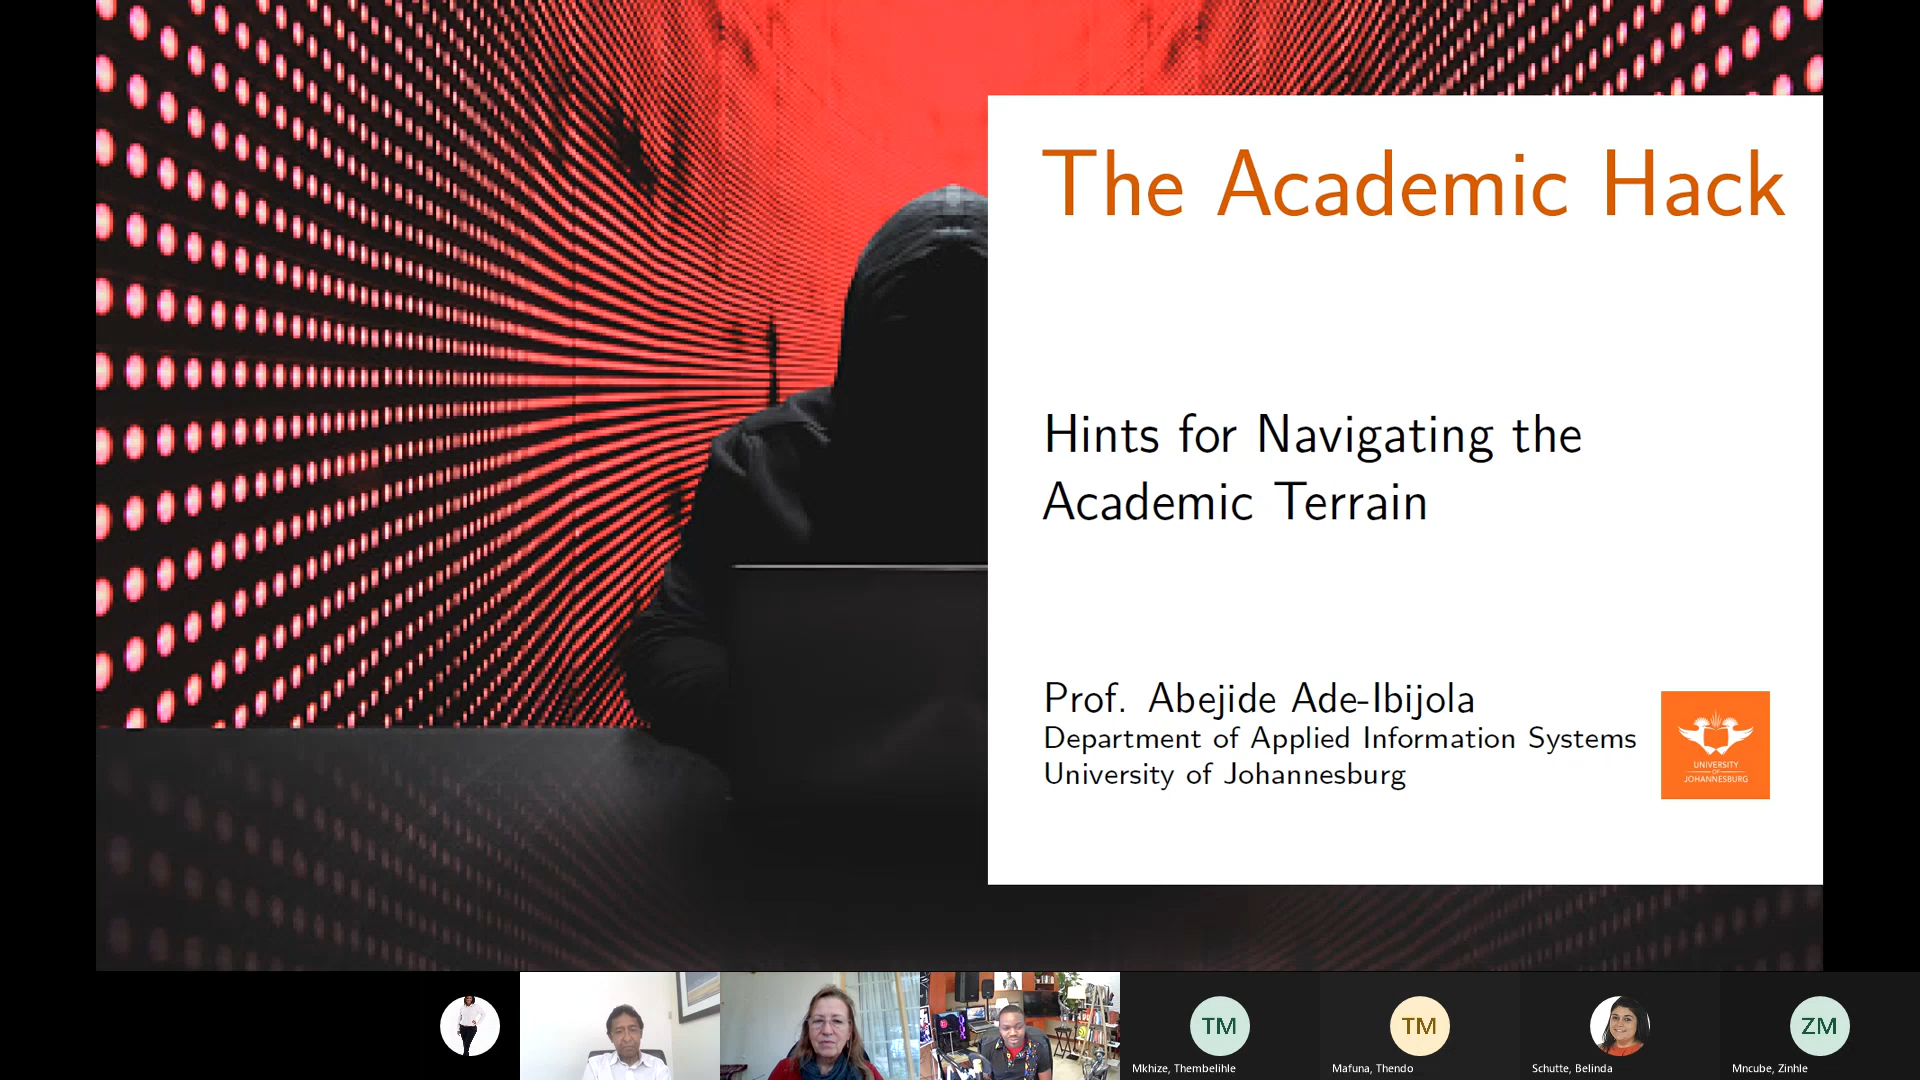 The Academic Hack
Hints for Navigating the
Academic Terrain
Prof. Abejide Ade-Ibijola
Department of Applied Information Systems
University of Johannesburg
UNIVERSITY
OF
JOHANNESBURG
TM
TM
ZM
Mkhize, Thembelihle
Mafuna, Thendo
Schutte, Belinda
Mncube, Zinhle